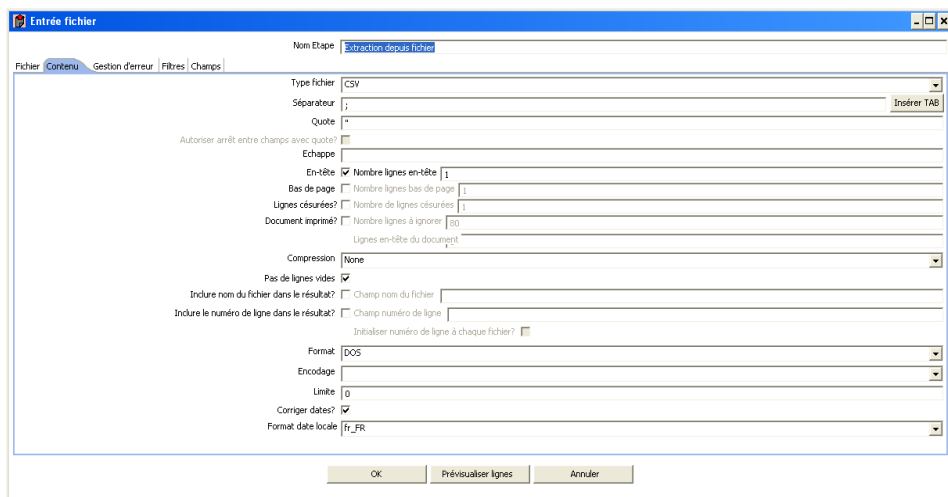 Entrée fichier
Nom Etape Extraction depuis fichier
Fichier Contenu Gestion d'erreur Filtres Champs
Type fichier CSV
Séparateur ; Insérer TAB
Quote "
Autoriser arrêt entre champs avec quote?
Echappe
En-tête Nombre lignes en-tête 1
Bas de page Nombre lignes bas de page 1
Lignes césurées? Nombre de lignes césurées 1
Document imprimé? Nombre lignes à ignorer 80
Lignes en-tête du document
Compression None
Pas de lignes vides
Inclure nom du fichier dans le résultat? Champ nom du fichier
Inclure le numéro de ligne dans le résultat? Champ numéro de ligne
Initialiser numéro de ligne à chaque fichier?
Format DOS
Encodage
Limite 0
Corriger dates?
Format date locale fr_FR
OK Prévisualiser lignes Annuler